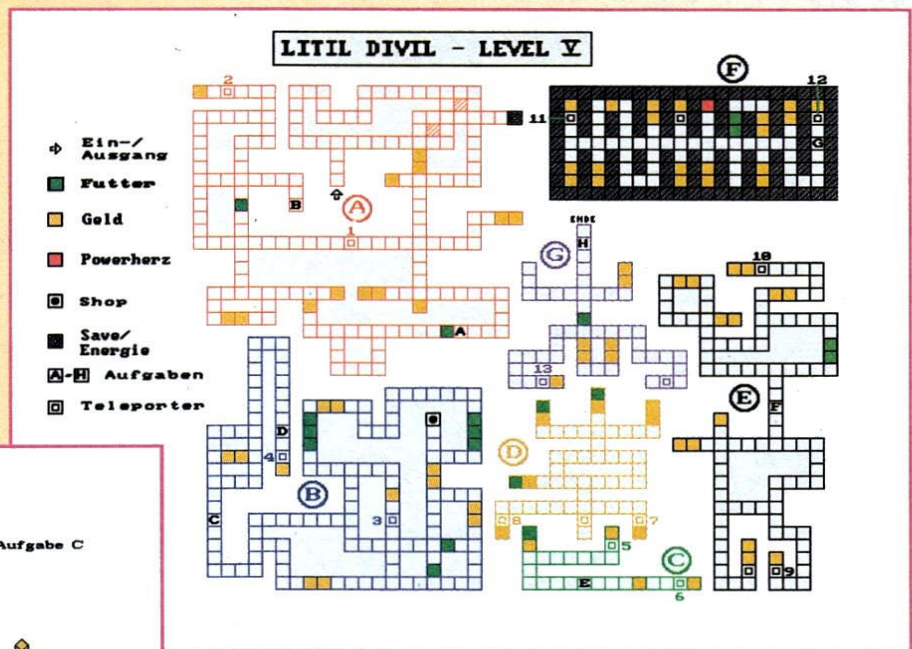 LITIL DIVIL - LEVEL V
Ein-/
Ausgang
Futter
Gold
Powerherz
Shop
Save/
Energie
A-H Aufgaben
Teleporter
2
B
A
1
A
F
12
11
G
ENDE
H
G
13
10
F
E
9
D
4
B
C
3
D
8
7
5
C
E
6
Aufgabe C